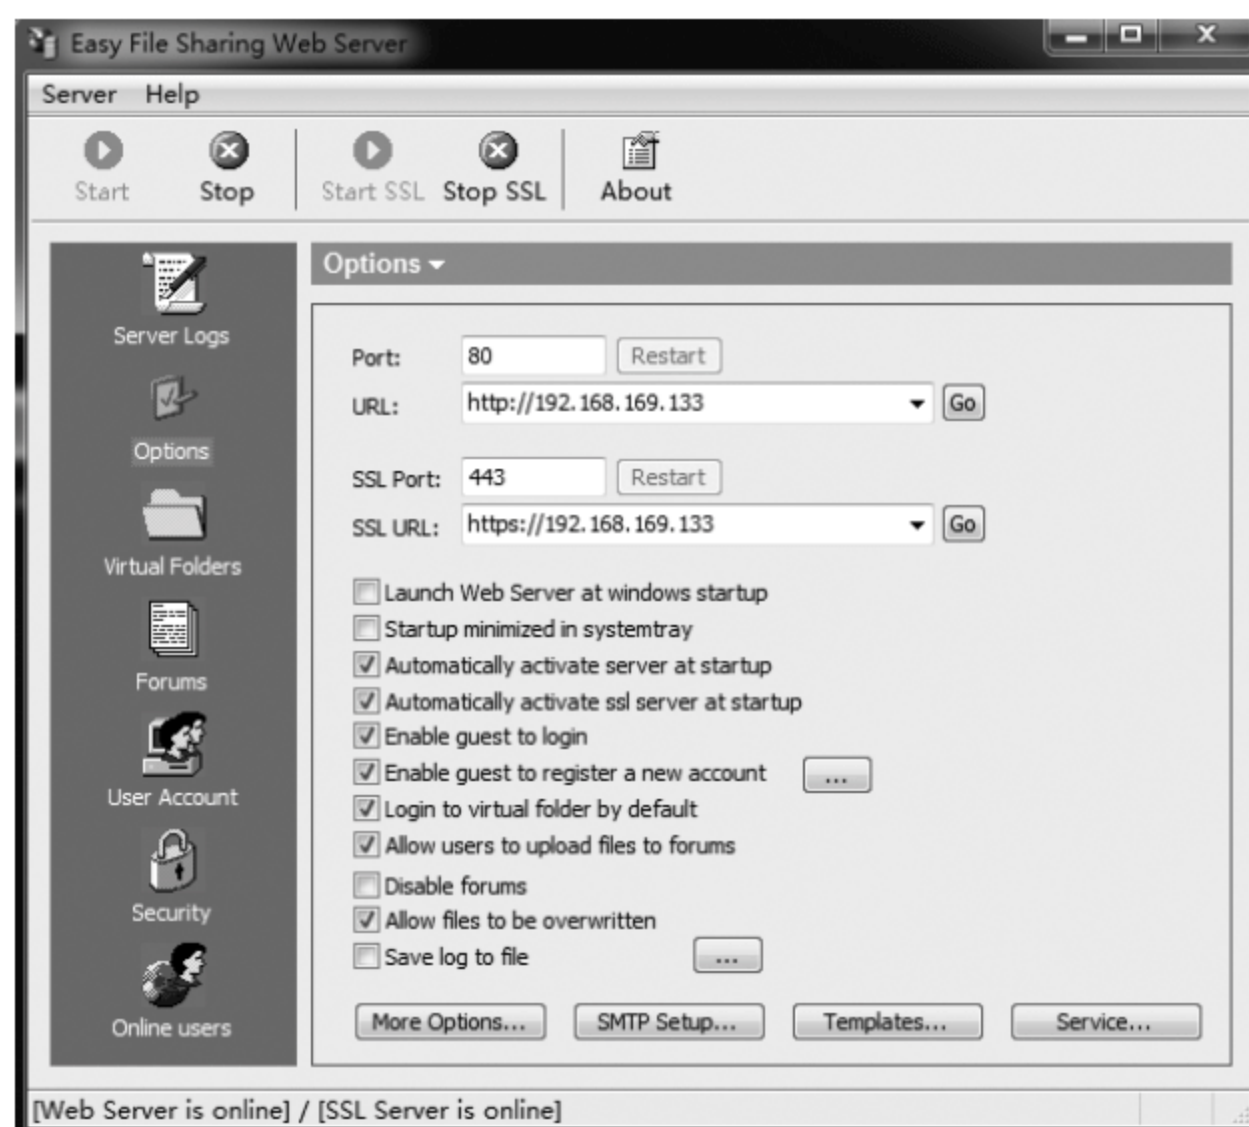 Easy File Sharing Web Server
Server Help
Start Stop Start SSL Stop SSL About
Server Logs
Options
Virtual Folders
Forums
User Account
Security
Online users
Options
Port: 80 Restart
URL: http://192.168.169.133 Go
SSL Port: 443 Restart
SSL URL: https://192.168.169.133 Go
Launch Web Server at windows startup
Startup minimized in systemtray
Automatically activate server at startup
Automatically activate ssl server at startup
Enable guest to login
Enable guest to register a new account ...
Login to virtual folder by default
Allow users to upload files to forums
Disable forums
Allow files to be overwritten
Save log to file ...
More Options... SMTP Setup... Templates... Service...
[Web Server is online] / [SSL Server is online]